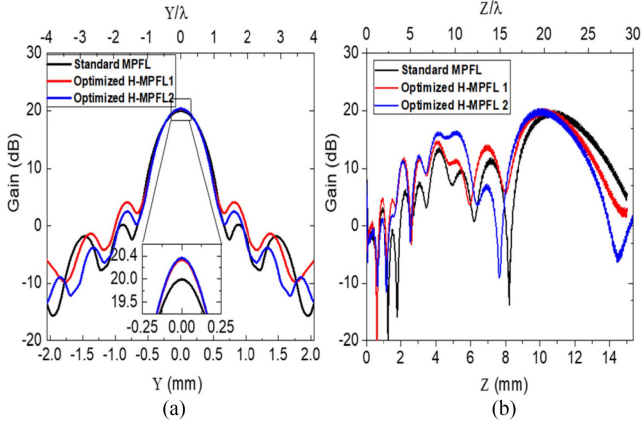 Y/λ
-4 -3 -2 -1 0 1 2 3 4
30
20
10
0
-10
-20
Gain (dB)
Standard MPFL
Optimized H-MPFL1
Optimized H-MPFL2
20.4
20.0
19.5
-0.25 0.00 0.25
-2.0 -1.5 -1.0 -0.5 0.0 0.5 1.0 1.5 2.0
Y (mm)
(a)
Z/λ
0 5 10 15 20 25 30
30
20
10
0
-10
-20
Gain (dB)
Standard MPFL
Optimized H-MPFL 1
Optimized H-MPFL 2
0 2 4 6 8 10 12 14
Z (mm)
(b)